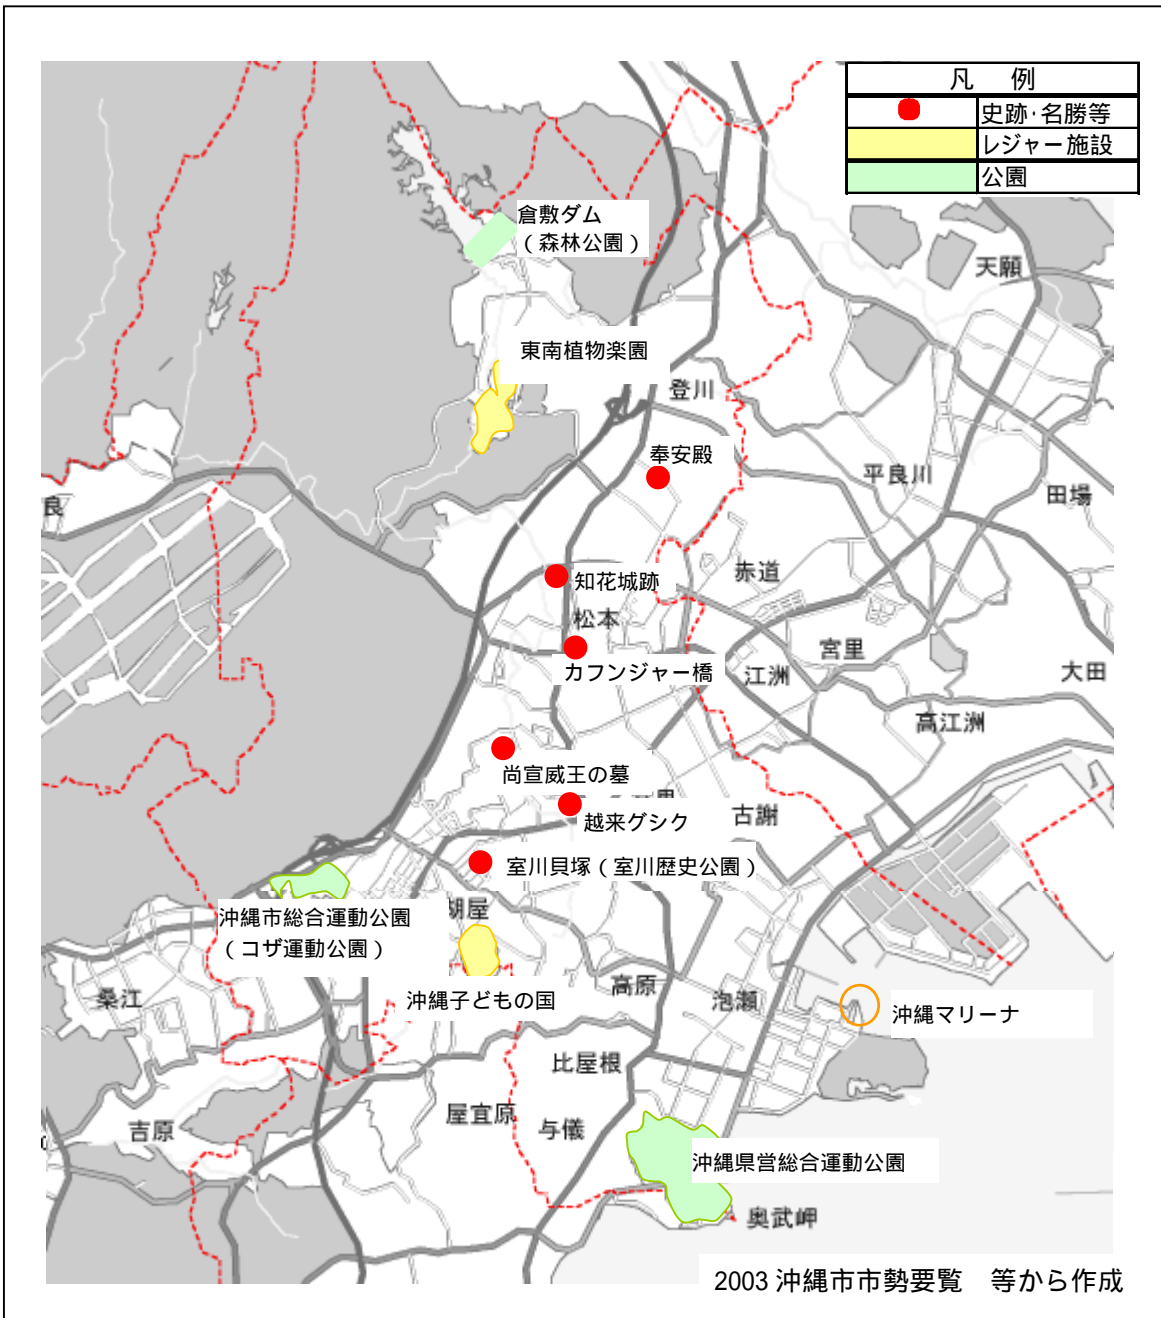 凡 例
史跡・名勝等
レジャー施設
公園
倉敷ダム
（森林公園）
天願
東南植物楽園
登川
奉安殿
平良川
田場
良
知花城跡
赤道
松本
カフンジャー橋
宮里
江洲
大田
高江洲
尚宣威王の墓
越来グシク
古謝
室川貝塚（室川歴史公園）
胡屋
沖縄市総合運動公園
（コザ運動公園）
桑江
沖縄子どもの国
高原
泡瀬
沖縄マリーナ
比屋根
屋宜原
与儀
吉原
沖縄県営総合運動公園
奥武岬
2003 沖縄市市勢要覧 等から作成